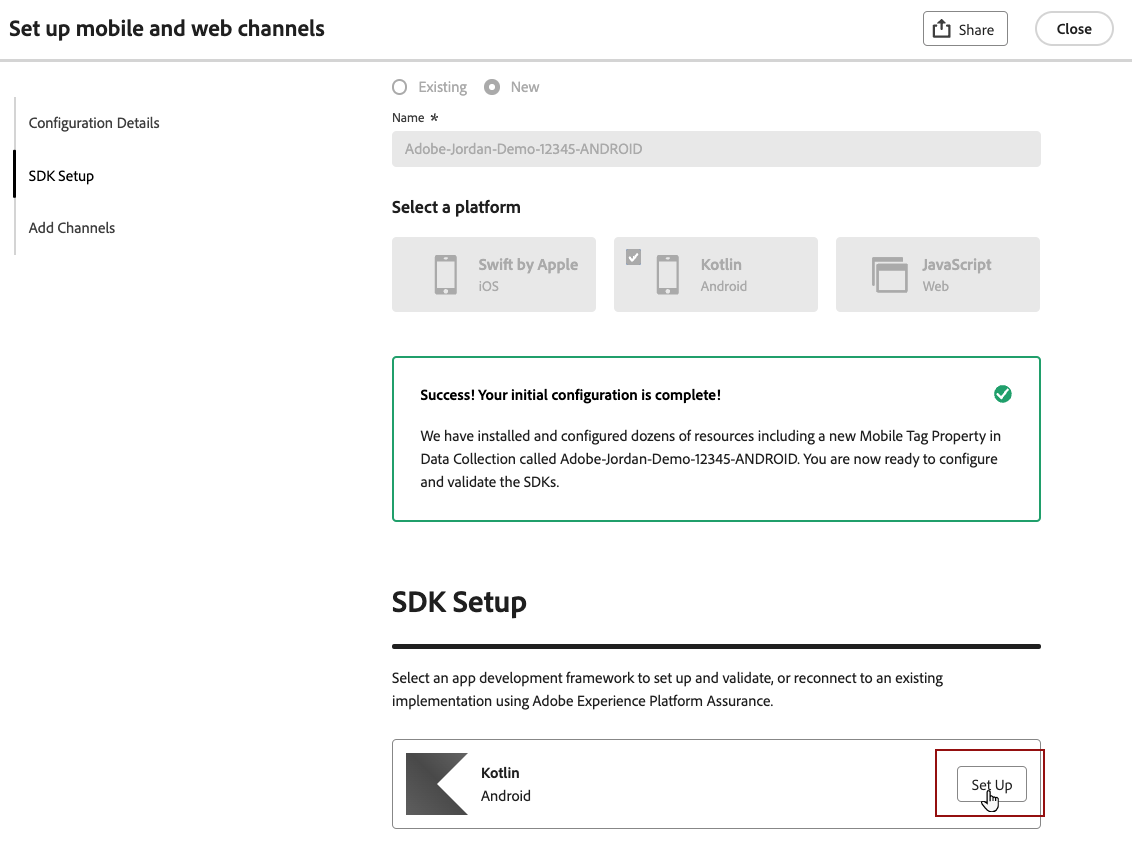 Set up mobile and web channels
Share
Close
Configuration Details
SDK Setup
Add Channels
Existing
New
Name *
Adobe-Jordan-Demo-12345-ANDROID
Select a platform
Swift by Apple
iOS
Kotlin
Android
JavaScript
Web
Success! Your initial configuration is complete!
We have installed and configured dozens of resources including a new Mobile Tag Property in
Data Collection called Adobe-Jordan-Demo-12345-ANDROID. You are now ready to configure
and validate the SDKs.
SDK Setup
Select an app development framework to set up and validate, or reconnect to an existing
implementation using Adobe Experience Platform Assurance.
Kotlin
Android
Set Up